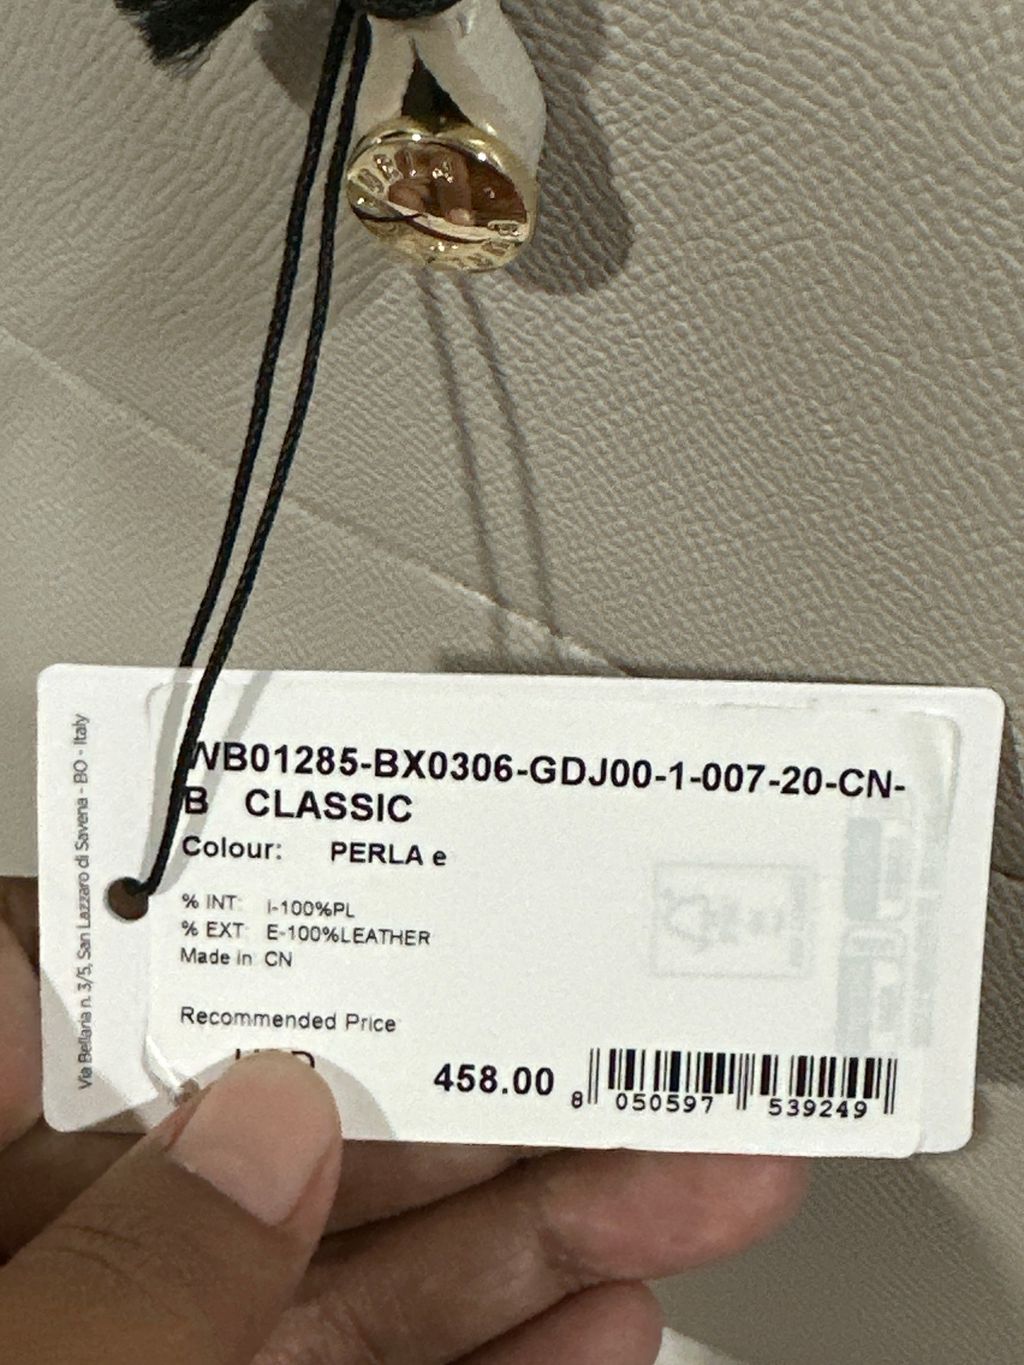 WB01285-BX0306-GDJ00-1-007-20-CN-
B CLASSIC
Colour: PERLA e
% INT: I-100%PL
% EXT: E-100%LEATHER
Made in CN
Recommended Price
458.00
8 050597 539249
Via Bellaria n. 3/5, San Lazzaro di Savena - BO - Italy